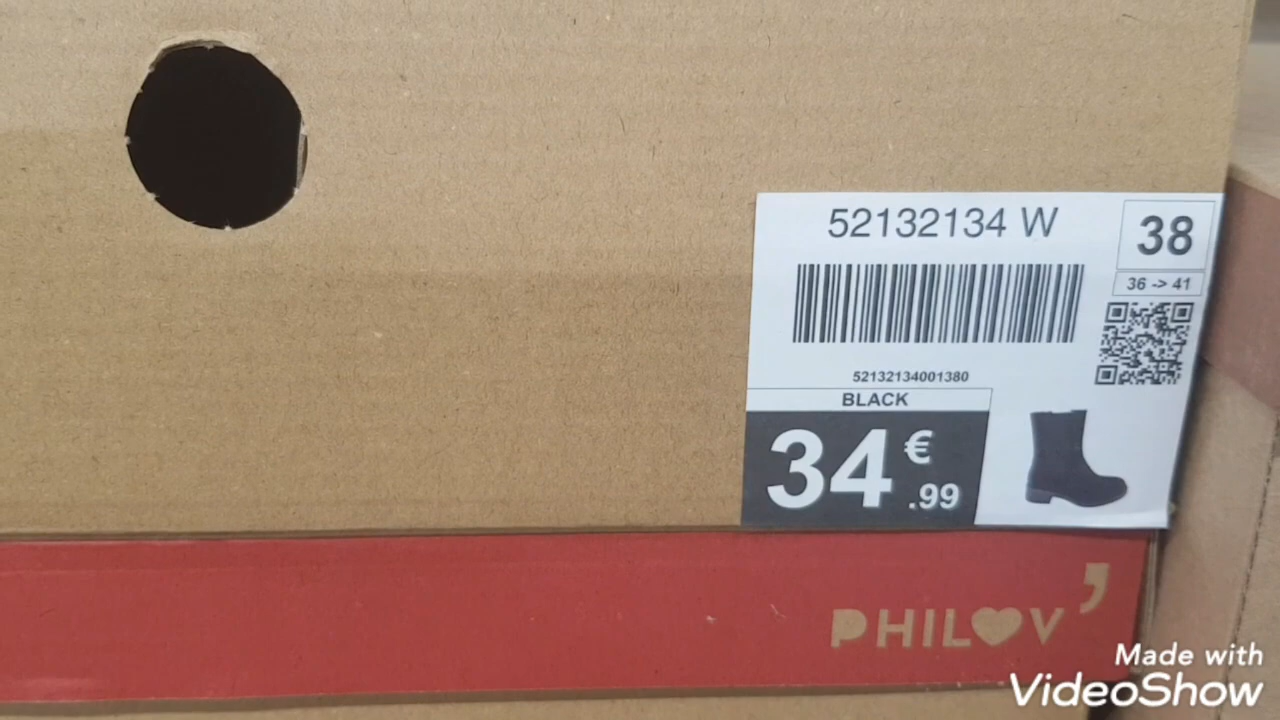 52132134 W
38
36 -> 41
52132134001380
BLACK
34 €.99
PHILOV'
Made with
VideoShow